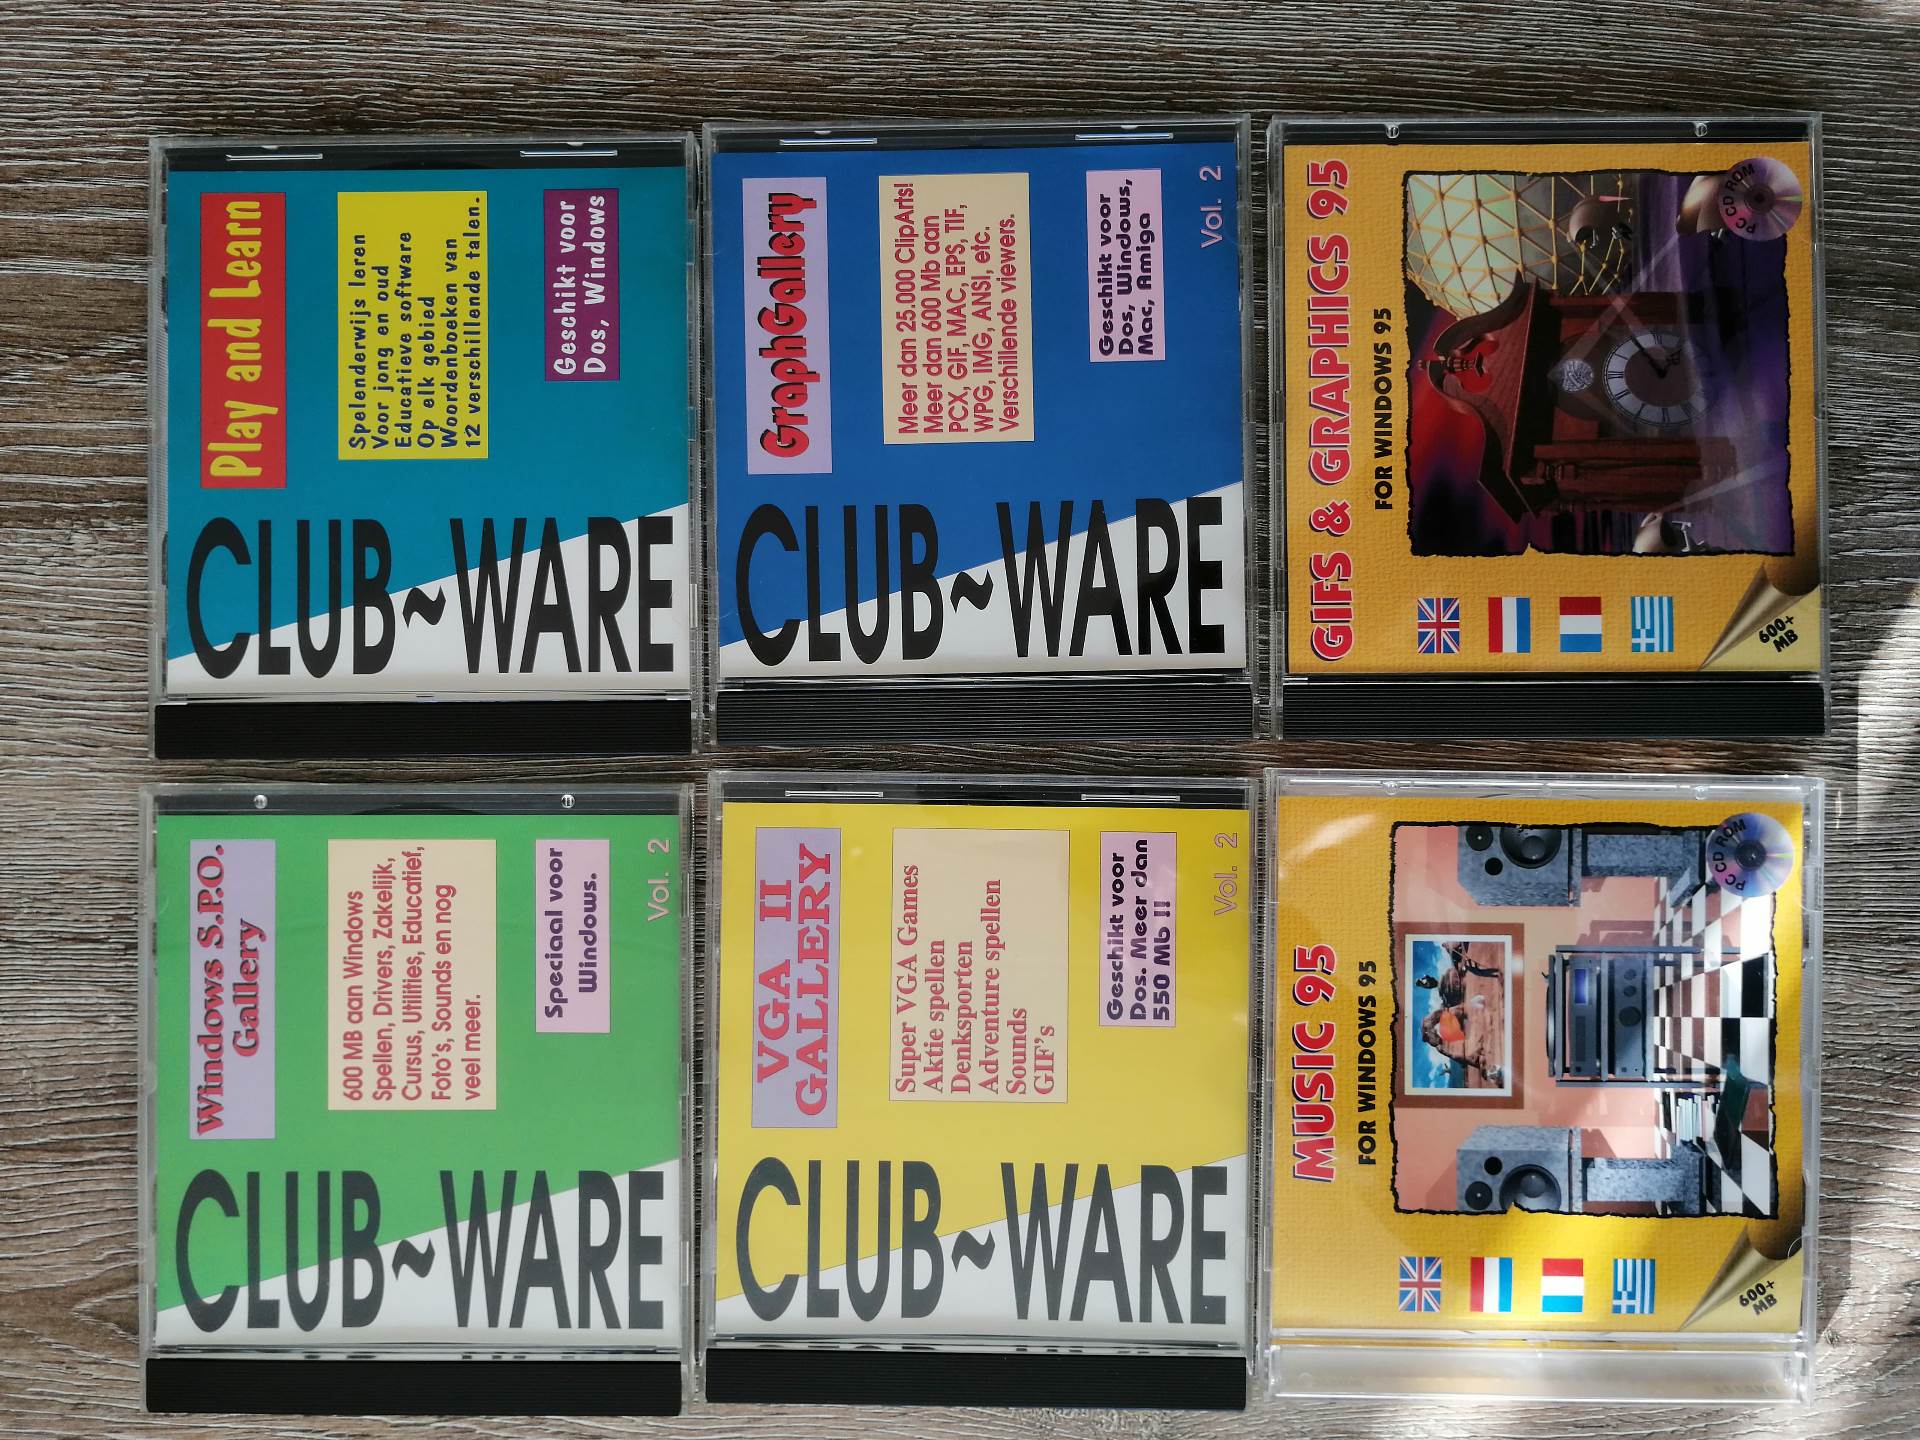 CLUB~WARE
Windows S.P.O.
Gallery
600 MB aan Windows
Spellen, Drivers, Zakelijk,
Cursus, Utilities, Educatief,
Foto's, Sounds en nog
veel meer.
Speciaal voor
Windows.
Vol. 2
CLUB~WARE
Play and Learn
Spelenderwijs leren
Voor jong en oud
Educatieve software
Op elk gebied
Woordenboeken van
12 verschillende talen.
Geschikt voor
Dos, Windows
CLUB~WARE
VGA II
GALLERY
Super VGA Games
Aktie spellen
Denksporten
Adventure spellen
Sounds
GIF's
Geschikt voor
Dos. Meer dan
550 Mb !!
Vol. 2
CLUB~WARE
GraphGallery
Meer dan 25.000 ClipArts!
Meer dan 600 Mb aan
PCX, GIF, MAC, EPS, TIF,
WPG, IMG, ANSI, etc.
Verschillende viewers.
Geschikt voor
Dos, Windows,
Mac, Amiga
Vol. 2
MUSIC 95
FOR WINDOWS 95
PC CD ROM
600+
MB
GIFS & GRAPHICS 95
FOR WINDOWS 95
PC CD ROM
600+
MB